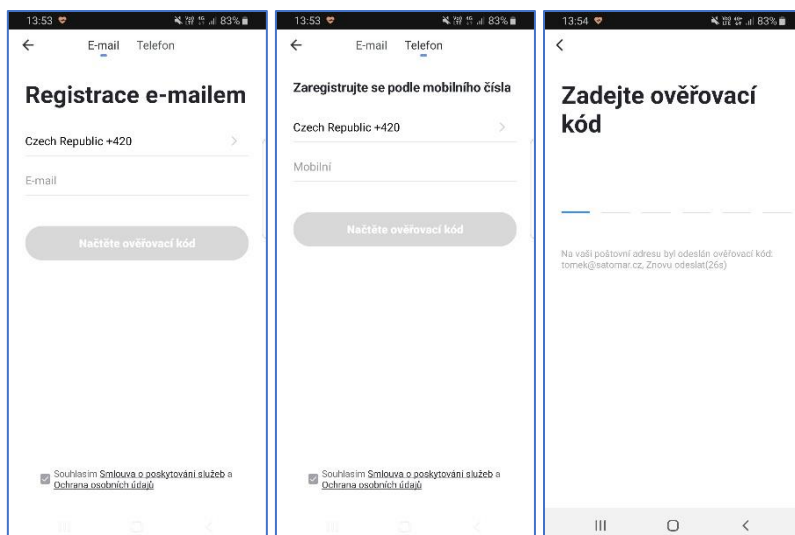 13:53 83%
E-mail Telefon
Registrace e-mailem
Czech Republic +420
E-mail
Načtěte ověřovací kód
Souhlasím Smlouva o poskytování služeb a
Ochrana osobních údajů
13:53 83%
E-mail Telefon
Zaregistrujte se podle mobilního čísla
Czech Republic +420
Mobilní
Načtěte ověřovací kód
Souhlasím Smlouva o poskytování služeb a
Ochrana osobních údajů
13:54 83%
Zadejte ověřovací
kód
Na vaši poštovní adresu byl odeslán ověřovací kód:
tomek@satomar.cz, Znovu odeslat(26s)